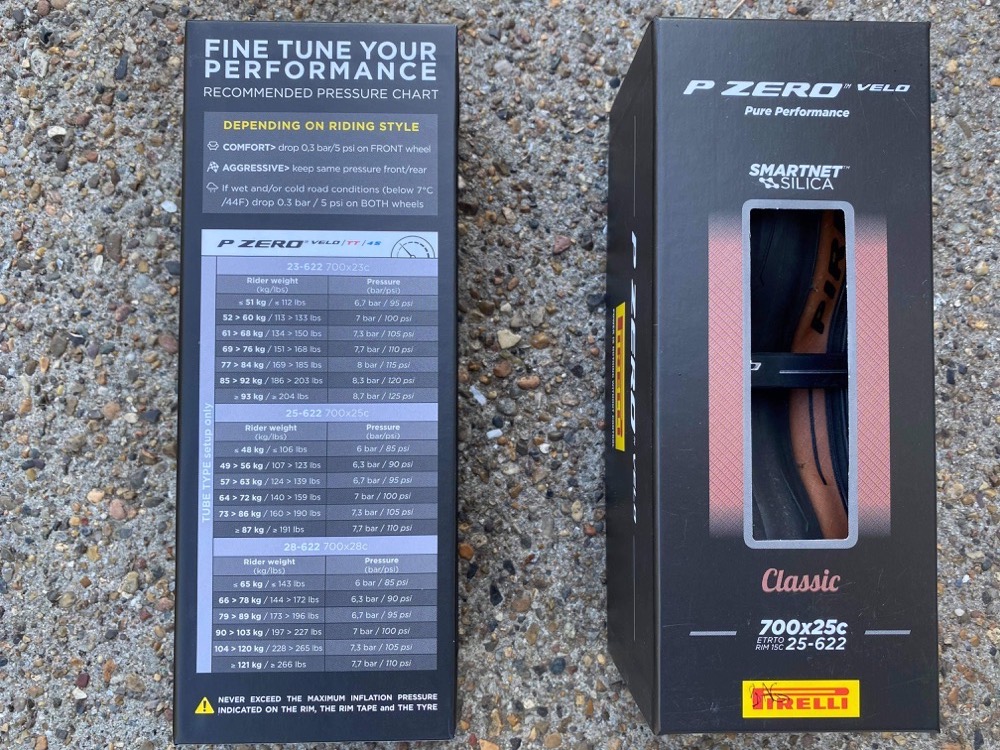 FINE TUNE YOUR
PERFORMANCE
RECOMMENDED PRESSURE CHART
DEPENDING ON RIDING STYLE
COMFORT> drop 0,3 bar/5 psi on FRONT wheel
AGGRESSIVE> keep same pressure front/rear
If wet and/or cold road conditions (below 7°C
/44F) drop 0.3 bar / 5 psi on BOTH wheels
P ZERO VELO / TT / 4S
TUBE TYPE setup only
23-622 700x23c
Rider weight Pressure
(kg/lbs) (bar/psi)
≤ 51 kg / ≤ 112 lbs 6,7 bar / 95 psi
52 > 60 kg / 113 > 133 lbs 7 bar / 100 psi
61 > 68 kg / 134 > 150 lbs 7,3 bar / 105 psi
69 > 76 kg / 151 > 168 lbs 7,7 bar / 110 psi
77 > 84 kg / 169 > 185 lbs 8 bar / 115 psi
85 > 92 kg / 186 > 203 lbs 8,3 bar / 120 psi
≥ 93 kg / ≥ 204 lbs 8,7 bar / 125 psi
25-622 700x25c
Rider weight Pressure
(kg/lbs) (bar/psi)
≤ 48 kg / ≤ 106 lbs 6 bar / 85 psi
49 > 56 kg / 107 > 123 lbs 6,3 bar / 90 psi
57 > 63 kg / 124 > 139 lbs 6,7 bar / 95 psi
64 > 72 kg / 140 > 159 lbs 7 bar / 100 psi
73 > 86 kg / 160 > 190 lbs 7,3 bar / 105 psi
≥ 87 kg / ≥ 191 lbs 7,7 bar / 110 psi
28-622 700x28c
Rider weight Pressure
(kg/lbs) (bar/psi)
≤ 65 kg / ≤ 143 lbs 6 bar / 85 psi
66 > 78 kg / 144 > 172 lbs 6,3 bar / 90 psi
79 > 89 kg / 173 > 196 lbs 6,7 bar / 95 psi
90 > 103 kg / 197 > 227 lbs 7 bar / 100 psi
104 > 120 kg / 228 > 265 lbs 7,3 bar / 105 psi
≥ 121 kg / ≥ 266 lbs 7,7 bar / 110 psi
NEVER EXCEED THE MAXIMUM INFLATION PRESSURE
INDICATED ON THE RIM, THE RIM TAPE and THE TYRE
P ZERO VELO
PIRELLI
P ZERO™ VELO
Pure Performance
SMARTNET™
SILICA
PIR
Classic
700x25c
ETRTO
RIM 15C 25-622
PIRELLI